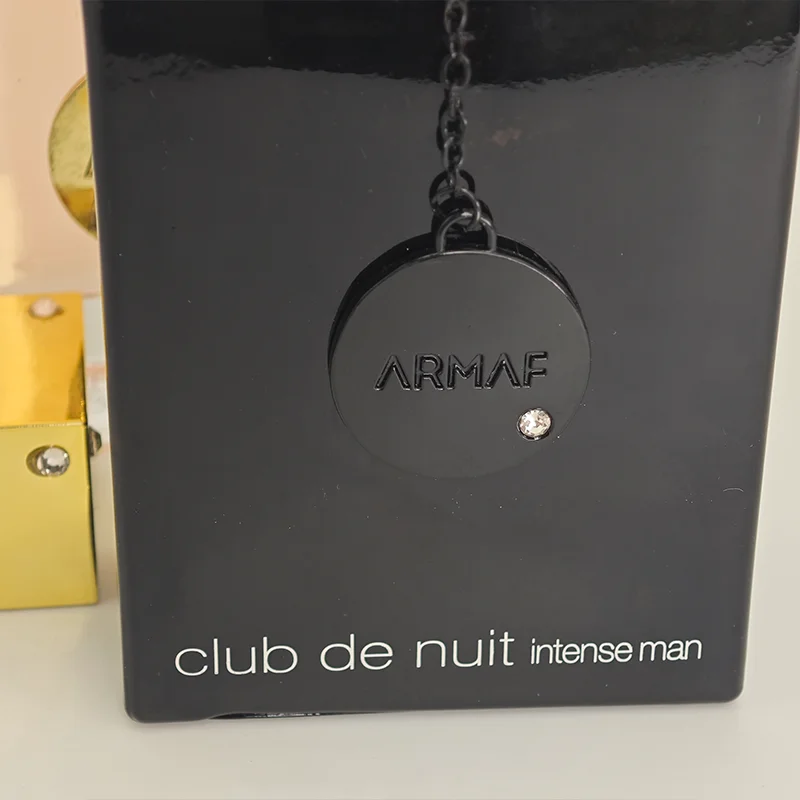 ARMAF
club de nuit intense man